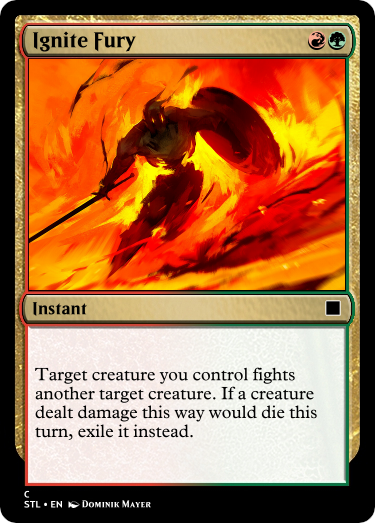 Ignite Fury
Instant
Target creature you control fights
another target creature. If a creature
dealt damage this way would die this
turn, exile it instead.
C
STL • EN Dominik Mayer